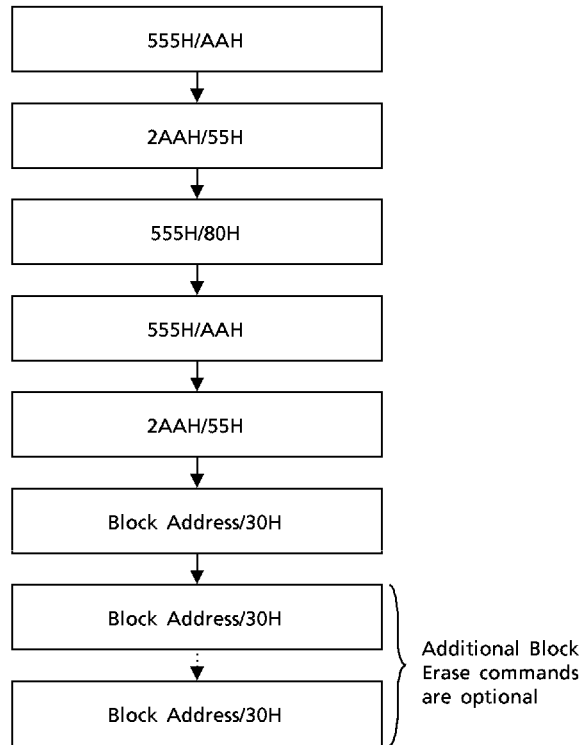 555H/AAH
2AAH/55H
555H/80H
555H/AAH
2AAH/55H
Block Address/30H
Block Address/30H
Block Address/30H
Additional Block
Erase commands
are optional